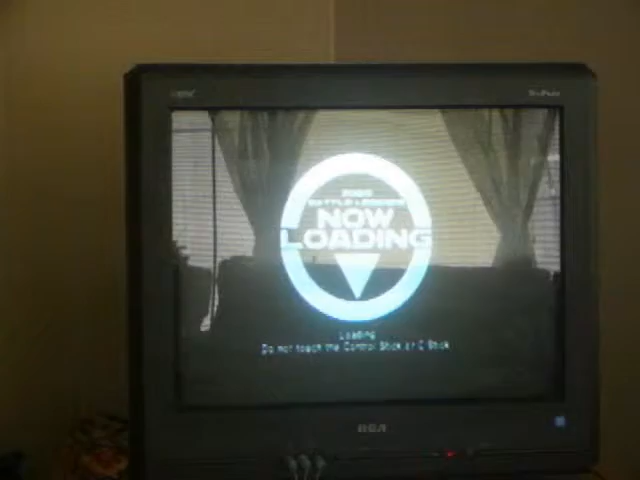 NOW
LOADING
Loading
Do not touch the Control Stick or C Stick
RCA